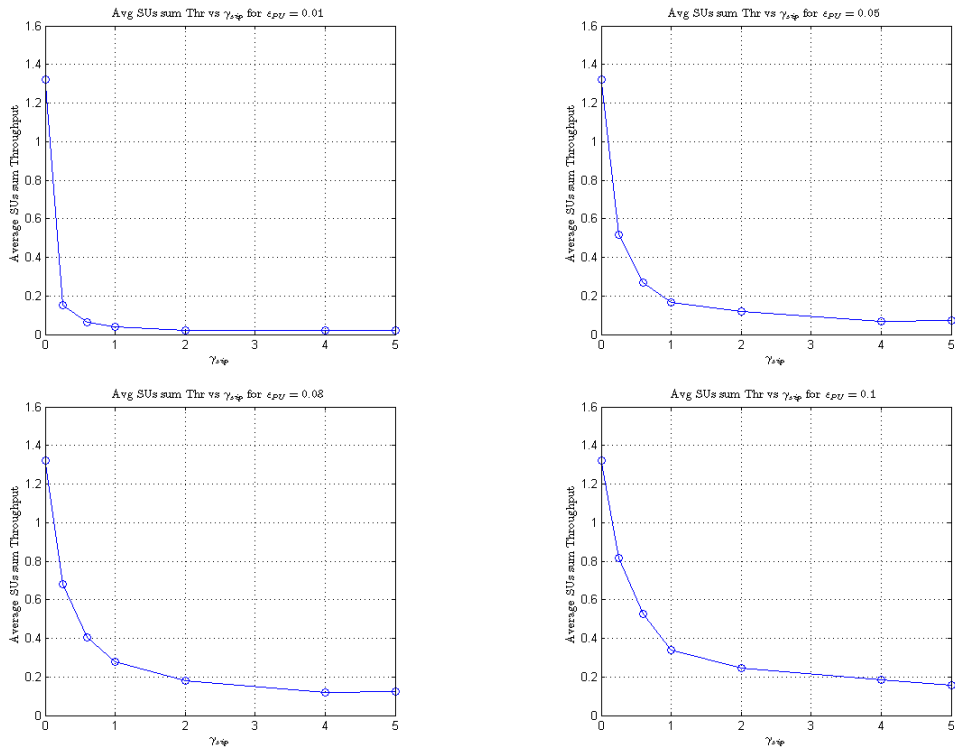 Avg SUs sum Thr vs γsip for εPU = 0.01
Average SUs sum Throughput
1.6
1.4
1.2
1
0.8
0.6
0.4
0.2
0
0 1 2 3 4 5
γsip
Avg SUs sum Thr vs γsip for εPU = 0.05
Average SUs sum Throughput
1.6
1.4
1.2
1
0.8
0.6
0.4
0.2
0
0 1 2 3 4 5
γsip
Avg SUs sum Thr vs γsip for εPU = 0.08
Average SUs sum Throughput
1.6
1.4
1.2
1
0.8
0.6
0.4
0.2
0
0 1 2 3 4 5
γsip
Avg SUs sum Thr vs γsip for εPU = 0.1
Average SUs sum Throughput
1.6
1.4
1.2
1
0.8
0.6
0.4
0.2
0
0 1 2 3 4 5
γsip